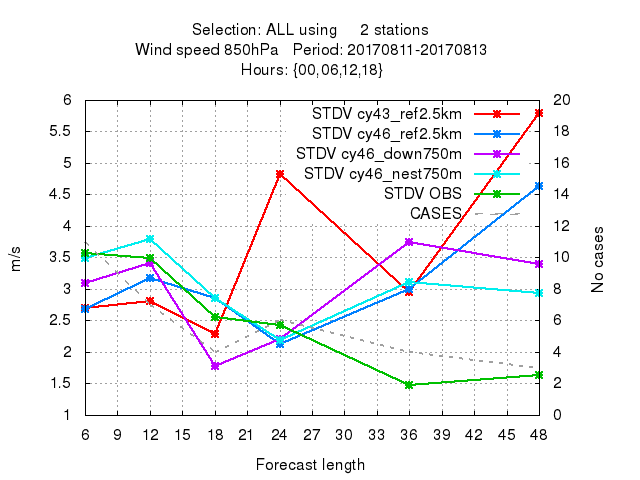 Selection: ALL using 2 stations
Wind speed 850hPa Period: 20170811-20170813
Hours: {00,06,12,18}
STDV cy43_ref2.5km
STDV cy46_ref2.5km
STDV cy46_down750m
STDV cy46_nest750m
STDV OBS
CASES
6
5.5
5
4.5
4
3.5
3
2.5
2
1.5
1
m/s
20
18
16
14
12
10
8
6
4
2
0
No cases
6 9 12 15 18 21 24 27 30 33 36 39 42 45 48
Forecast length